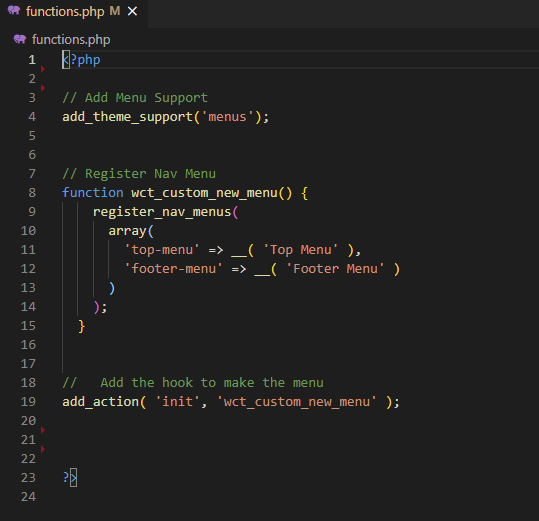 functions.php M ×
functions.php
1 <?php
2
3 // Add Menu Support
4 add_theme_support('menus');
5
6
7 // Register Nav Menu
8 function wct_custom_new_menu() {
9     register_nav_menus(
10       array(
11         'top-menu' => __( 'Top Menu' ),
12         'footer-menu' => __( 'Footer Menu' )
13       )
14     );
15   }
16
17
18 //   Add the hook to make the menu
19 add_action( 'init', 'wct_custom_new_menu' );
20
21
22
23 ?>
24